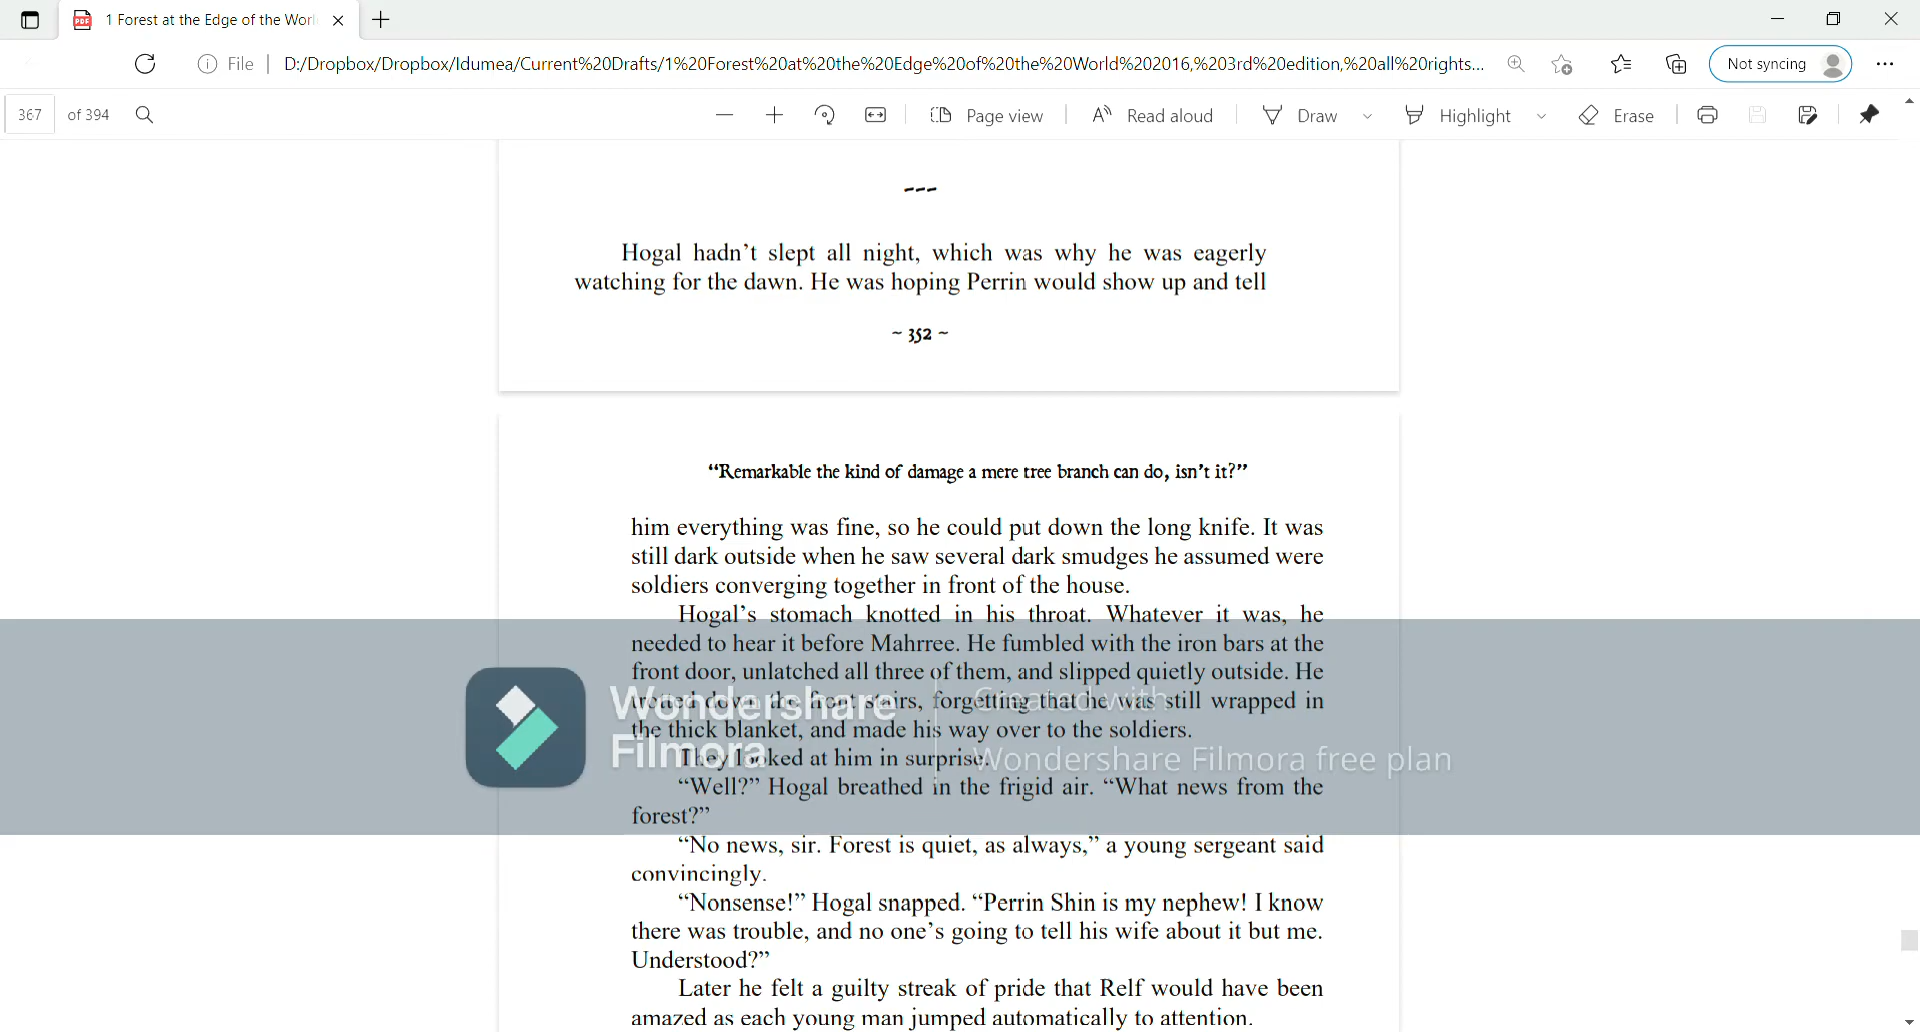 1 Forest at the Edge of the Worl
File
D:/Dropbox/Dropbox/Idumea/Current%20Drafts/1%20Forest%20at%20the%20Edge%20of%20the%20World%202016,%203rd%20edition,%20all%20rights...
Not syncing
367 of 394
Page view
Read aloud
Draw
Highlight
Erase
---
Hogal hadn’t slept all night, which was why he was eagerly
watching for the dawn. He was hoping Perrin would show up and tell
~ 352 ~
“Remarkable the kind of damage a mere tree branch can do, isn’t it?”
him everything was fine, so he could put down the long knife. It was
still dark outside when he saw several dark smudges he assumed were
soldiers converging together in front of the house.
Hogal’s stomach knotted in his throat. Whatever it was, he
needed to hear it before Mahrree. He fumbled with the iron bars at the
front door, unlatched all three of them, and slipped quietly outside. He
trotted down the front stairs, forgetting that he was still wrapped in
the thick blanket, and made his way over to the soldiers.
They looked at him in surprise.
“Well?” Hogal breathed in the frigid air. “What news from the
forest?”
“No news, sir. Forest is quiet, as always,” a young sergeant said
convincingly.
“Nonsense!” Hogal snapped. “Perrin Shin is my nephew! I know
there was trouble, and no one’s going to tell his wife about it but me.
Understood?”
Later he felt a guilty streak of pride that Relf would have been
amazed as each young man jumped automatically to attention.
Wondershare
Filmora
Created with
Wondershare Filmora free plan